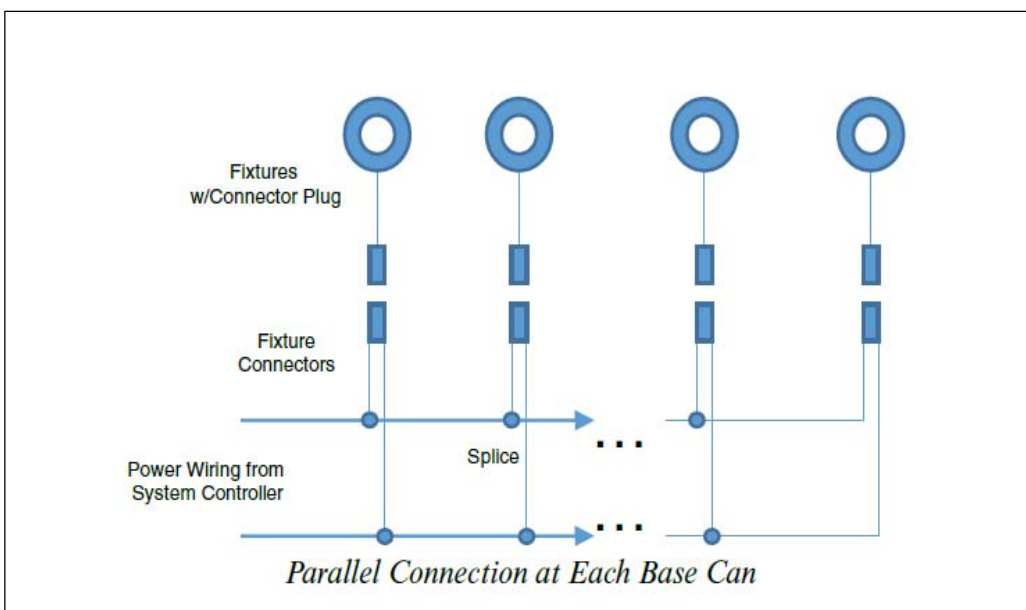 Fixtures
w/Connector Plug
Fixture
Connectors
. . .
Splice
Power Wiring from
System Controller
. . .
Parallel Connection at Each Base Can